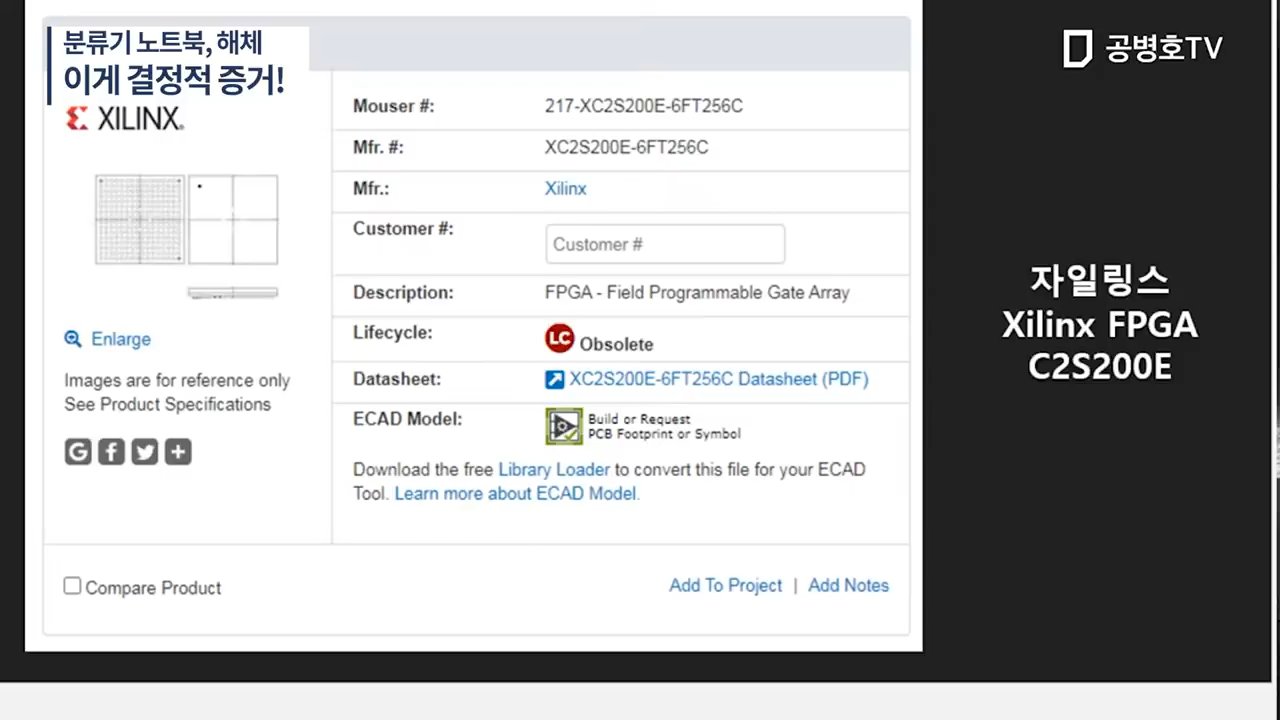 분류기 노트북, 해체
이게 결정적 증거!
공병호TV
XILINX
Mouser #: 217-XC2S200E-6FT256C
Mfr. #: XC2S200E-6FT256C
Mfr.: Xilinx
Customer #: Customer #
Description: FPGA - Field Programmable Gate Array
Lifecycle: LC Obsolete
Datasheet: XC2S200E-6FT256C Datasheet (PDF)
ECAD Model: Build or Request
PCB Footprint or Symbol
Download the free Library Loader to convert this file for your ECAD
Tool. Learn more about ECAD Model.
Enlarge
Images are for reference only
See Product Specifications
Compare Product
Add To Project | Add Notes
자일링스
Xilinx FPGA
C2S200E